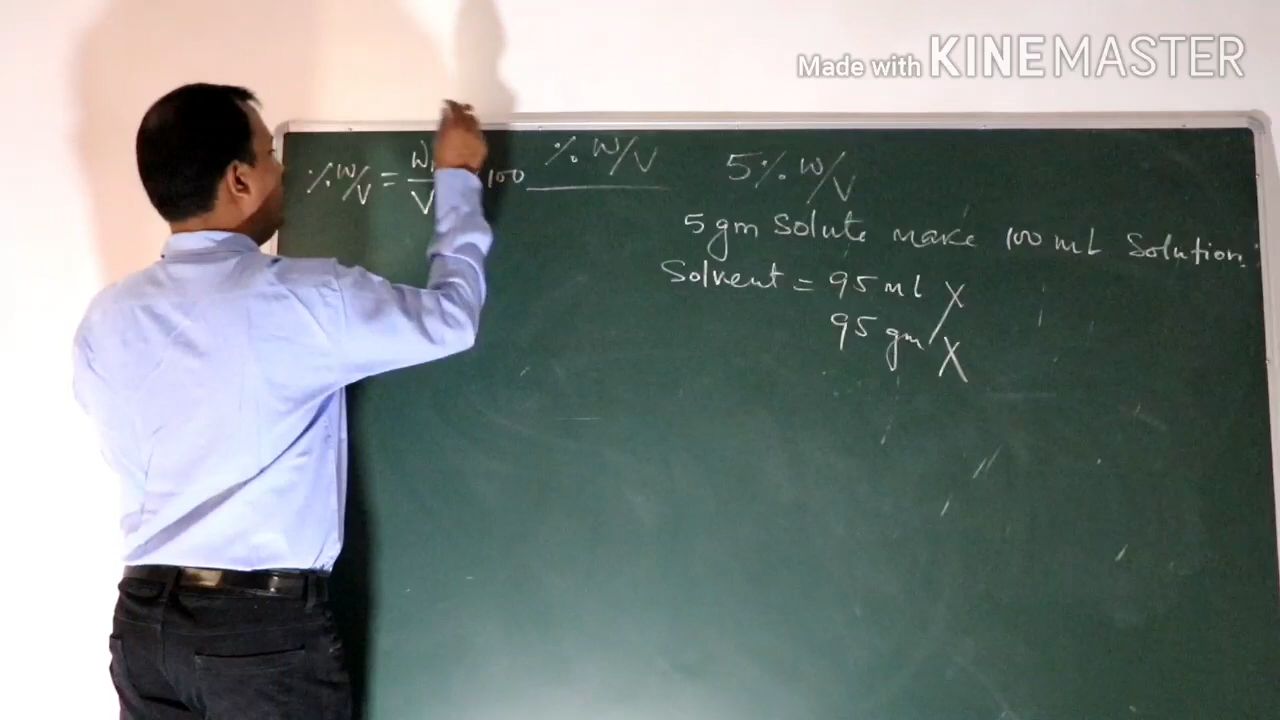 Made with KINEMASTER
% W/V
% W/V = W / V 100
5% W/V
5 gm Solute make 100 mL Solution.
Solvent = 95 ml X
95 gm X